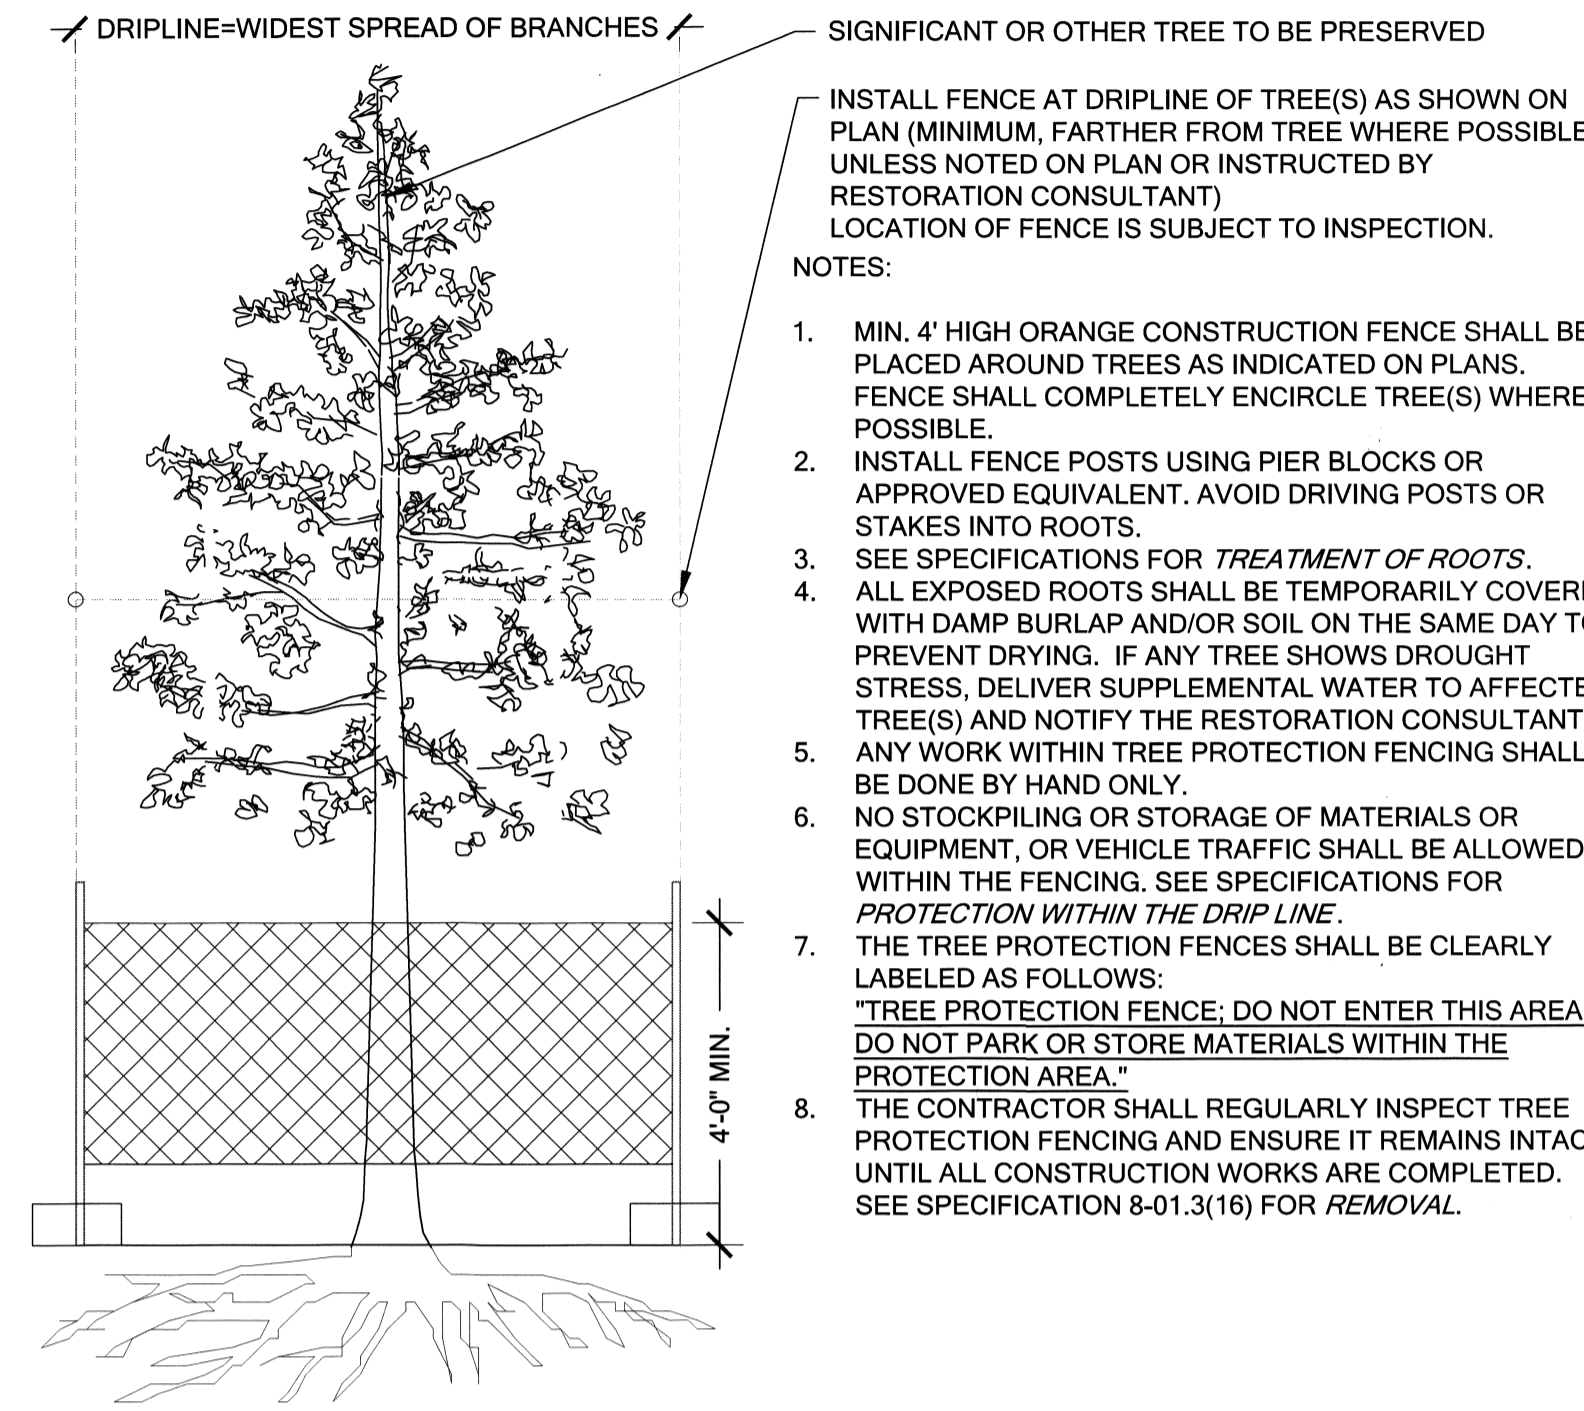 DRIPLINE=WIDEST SPREAD OF BRANCHES
SIGNIFICANT OR OTHER TREE TO BE PRESERVED
INSTALL FENCE AT DRIPLINE OF TREE(S) AS SHOWN ON
PLAN (MINIMUM, FARTHER FROM TREE WHERE POSSIBLE
UNLESS NOTED ON PLAN OR INSTRUCTED BY
RESTORATION CONSULTANT)
LOCATION OF FENCE IS SUBJECT TO INSPECTION.
NOTES:
1. MIN. 4' HIGH ORANGE CONSTRUCTION FENCE SHALL BE
PLACED AROUND TREES AS INDICATED ON PLANS.
FENCE SHALL COMPLETELY ENCIRCLE TREE(S) WHERE
POSSIBLE.
2. INSTALL FENCE POSTS USING PIER BLOCKS OR
APPROVED EQUIVALENT. AVOID DRIVING POSTS OR
STAKES INTO ROOTS.
3. SEE SPECIFICATIONS FOR TREATMENT OF ROOTS.
4. ALL EXPOSED ROOTS SHALL BE TEMPORARILY
WITH DAMP BURLAP AND/OR SOIL ON THE SAME DAY TO
PREVENT DRYING. IF ANY TREE SHOWS DROUGHT
STRESS, DELIVER SUPPLEMENTAL WATER TO
TREE(S) AND NOTIFY THE RESTORATION CONSULTANT
5. ANY WORK WITHIN TREE PROTECTION FENCING SHALL
BE DONE BY HAND ONLY.
6. NO STOCKPILING OR STORAGE OF MATERIALS OR
EQUIPMENT, OR VEHICLE TRAFFIC SHALL BE ALLOWED
WITHIN THE FENCING. SEE SPECIFICATIONS FOR
PROTECTION WITHIN THE DRIP LINE.
7. THE TREE PROTECTION FENCES SHALL BE CLEARLY
LABELED AS FOLLOWS:
"TREE PROTECTION FENCE; DO NOT ENTER THIS AREA
DO NOT PARK OR STORE MATERIALS WITHIN THE
PROTECTION AREA."
8. THE CONTRACTOR SHALL REGULARLY INSPECT TREE
PROTECTION FENCING AND ENSURE IT REMAINS
UNTIL ALL CONSTRUCTION WORKS ARE COMPLETED.
SEE SPECIFICATION 8-01.3(16) FOR REMOVAL.
4'-0" MIN.